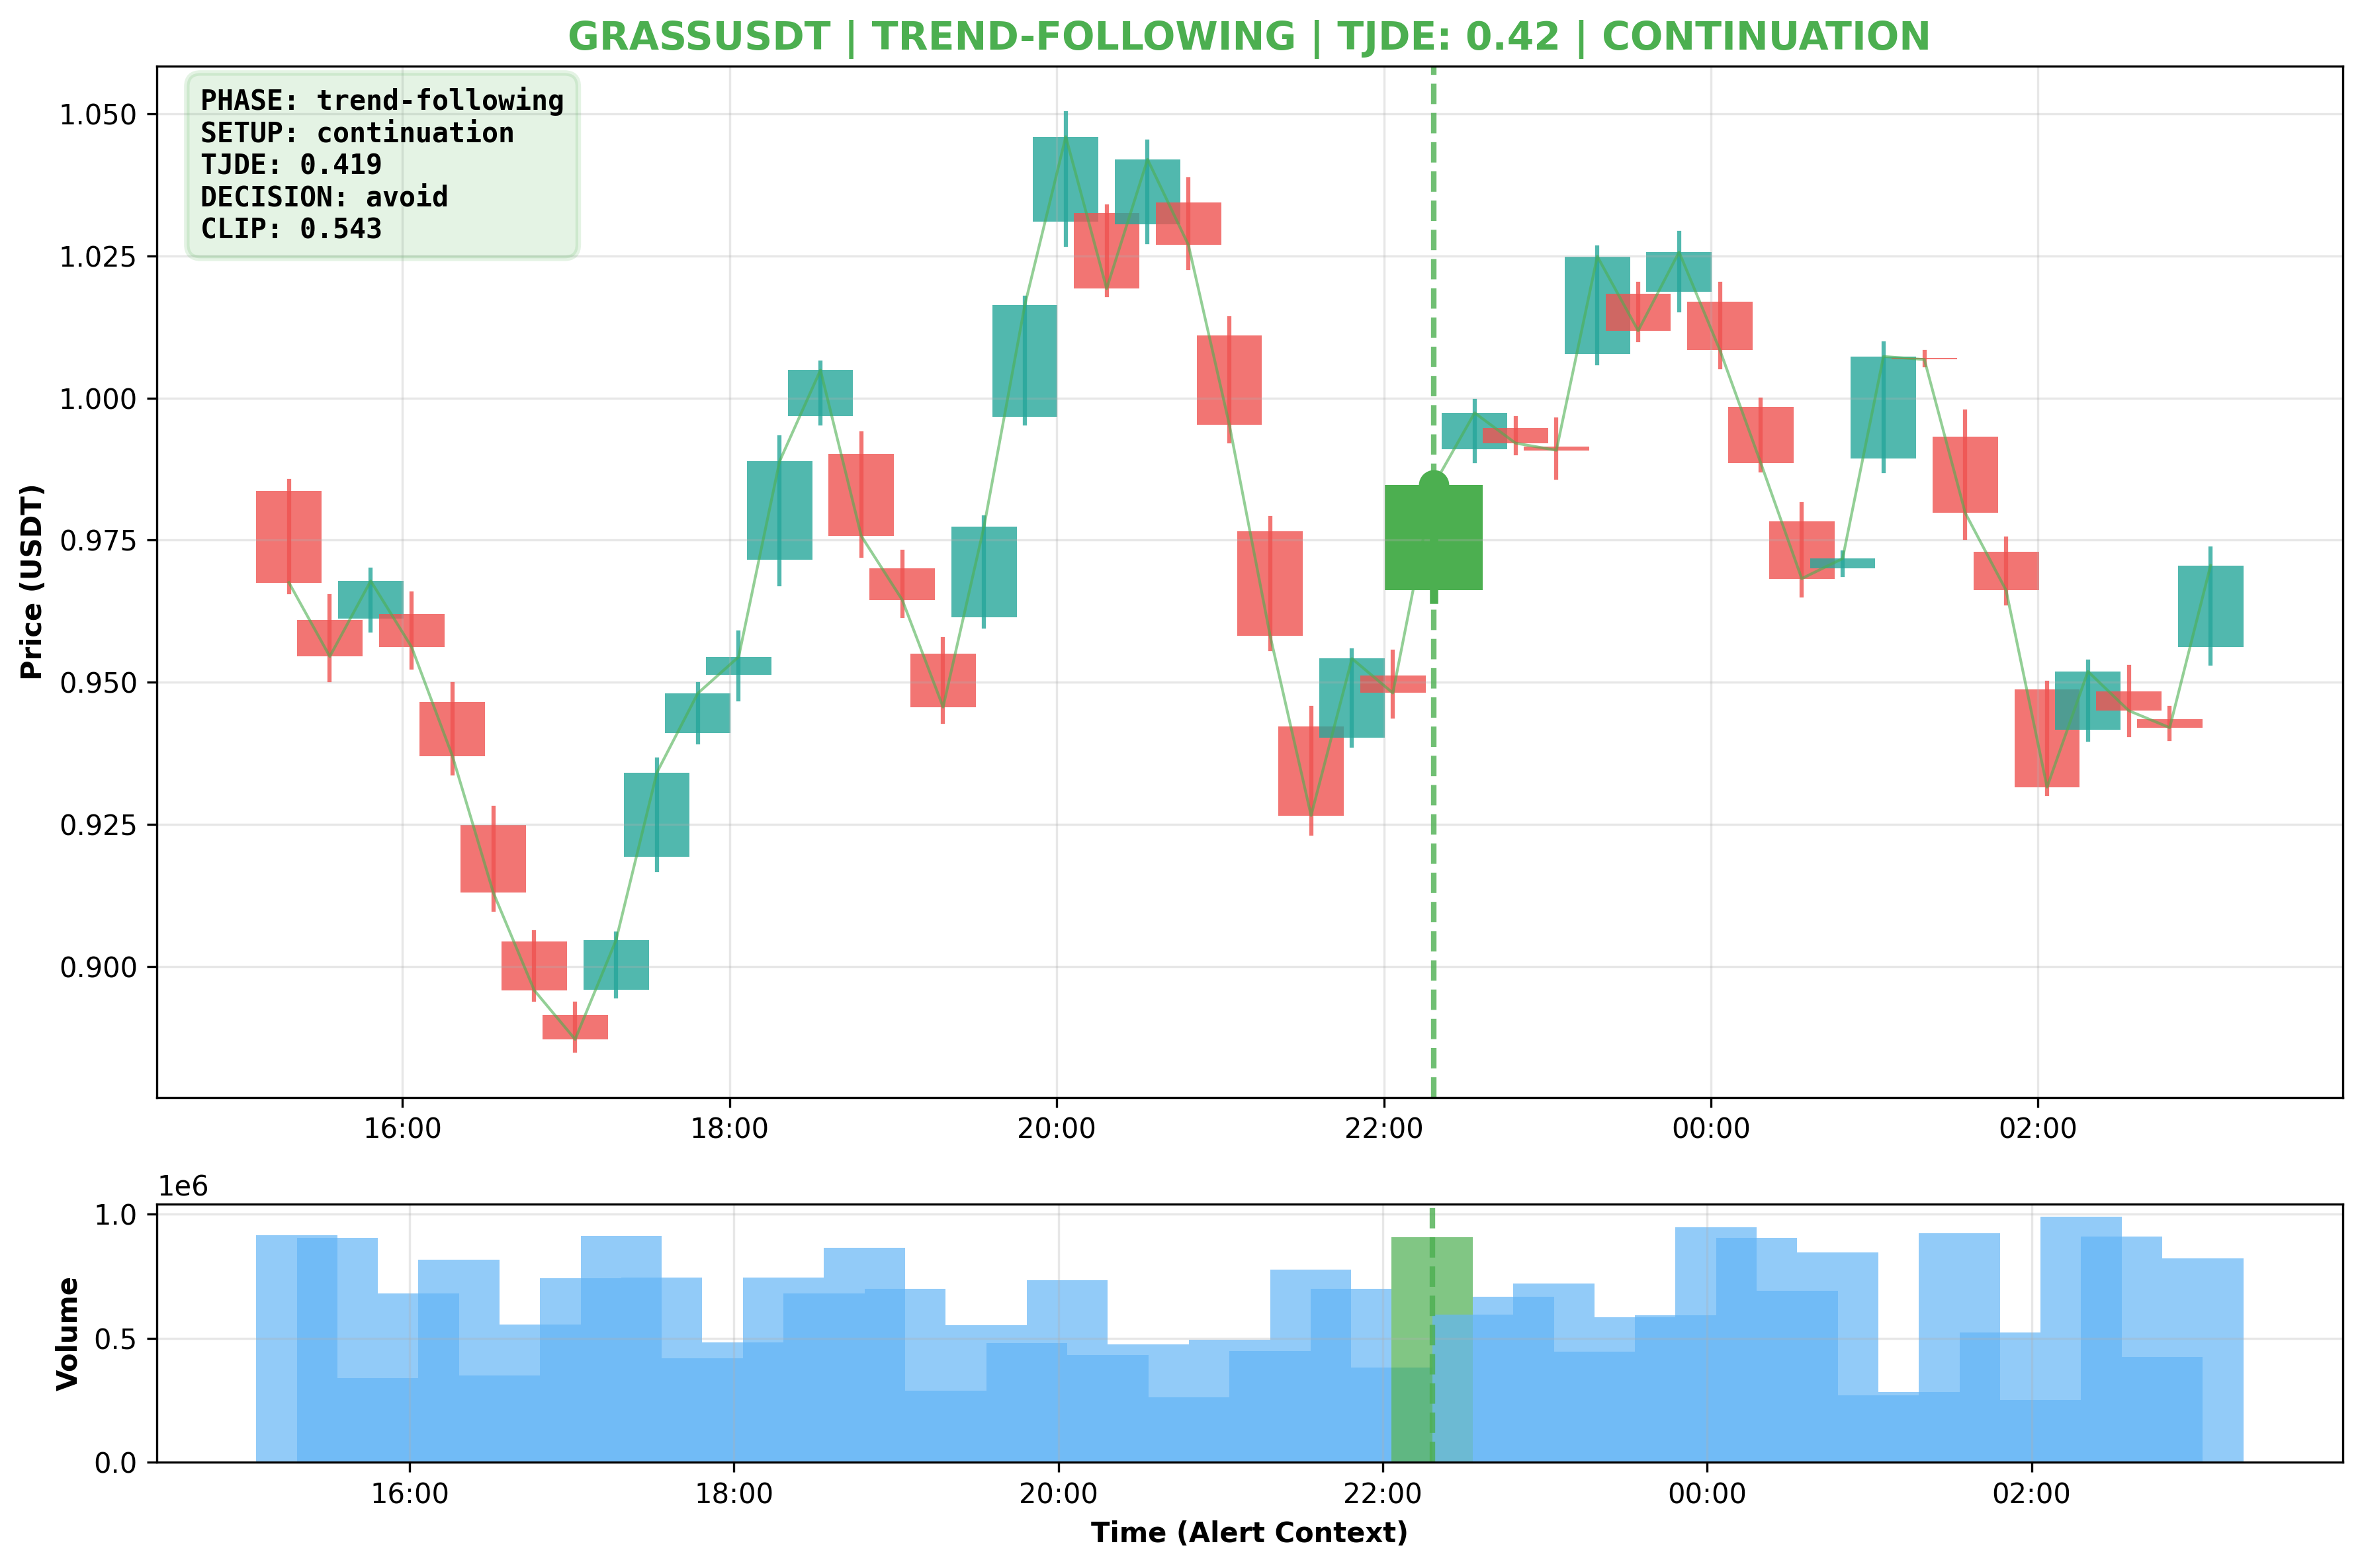 GRASSUSDT | TREND-FOLLOWING | TJDE: 0.42 | CONTINUATION
PHASE: trend-following
SETUP: continuation
TJDE: 0.419
DECISION: avoid
CLIP: 0.543
Price (USDT)
1.050
1.025
1.000
0.975
0.950
0.925
0.900
16:00 18:00 20:00 22:00 00:00 02:00
1e6
Volume
1.0
0.5
0.0
16:00 18:00 20:00 22:00 00:00 02:00
Time (Alert Context)